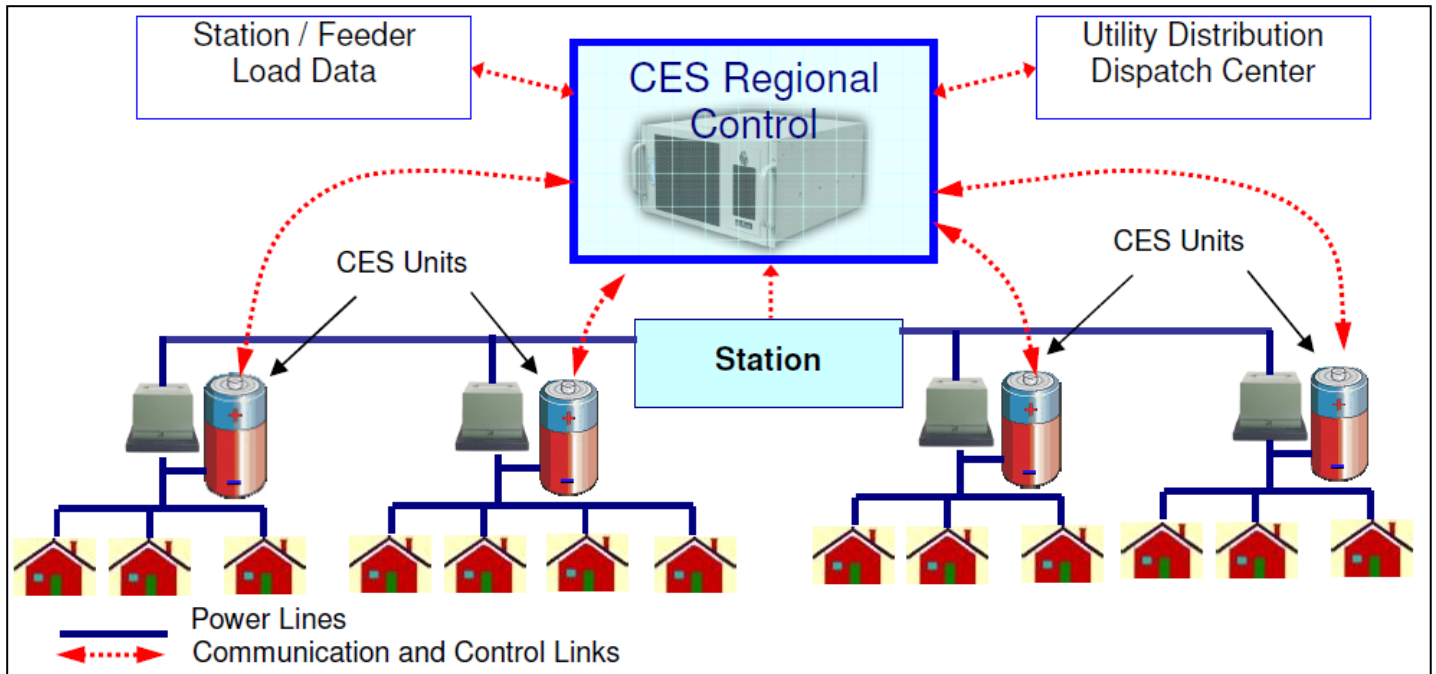 Station / Feeder
Load Data
CES Regional
Control
Utility Distribution
Dispatch Center
CES Units
CES Units
Station
Power Lines
Communication and Control Links